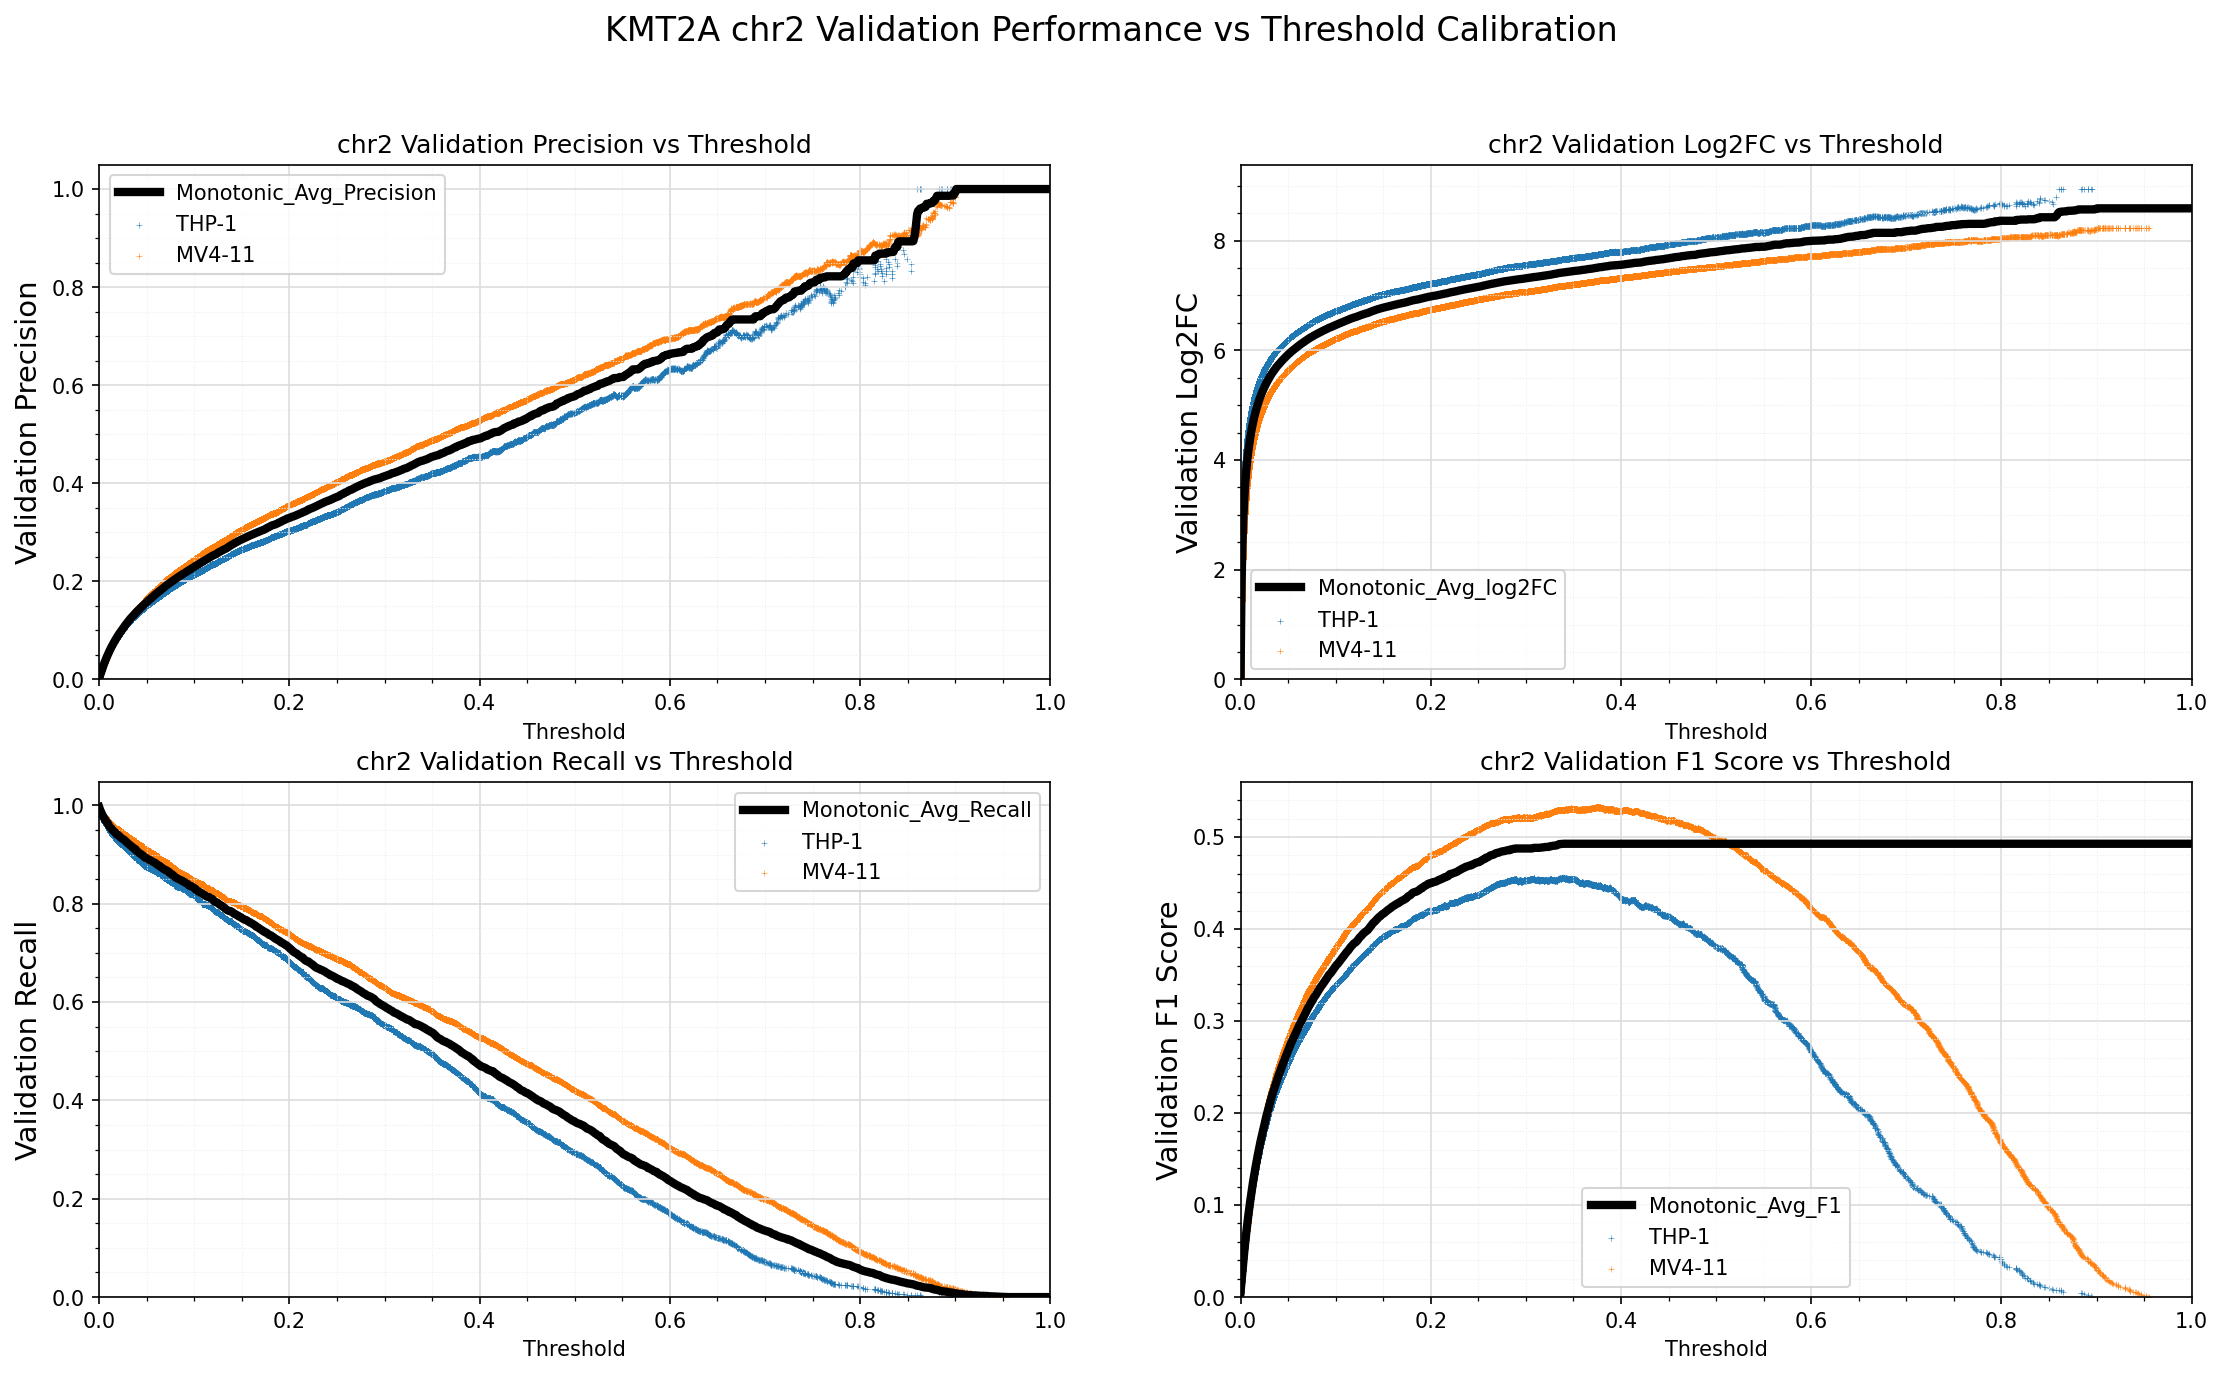 KMT2A chr2 Validation Performance vs Threshold Calibration
chr2 Validation Precision vs Threshold
Validation Precision
1.0
0.8
0.6
0.4
0.2
0.0
Monotonic_Avg_Precision
THP-1
MV4-11
0.0 0.2 0.4 0.6 0.8 1.0
Threshold
chr2 Validation Log2FC vs Threshold
Validation Log2FC
8
6
4
2
0
Monotonic_Avg_log2FC
THP-1
MV4-11
0.0 0.2 0.4 0.6 0.8 1.0
Threshold
chr2 Validation Recall vs Threshold
Validation Recall
1.0
0.8
0.6
0.4
0.2
0.0
Monotonic_Avg_Recall
THP-1
MV4-11
0.0 0.2 0.4 0.6 0.8 1.0
Threshold
chr2 Validation F1 Score vs Threshold
Validation F1 Score
0.5
0.4
0.3
0.2
0.1
0.0
Monotonic_Avg_F1
THP-1
MV4-11
0.0 0.2 0.4 0.6 0.8 1.0
Threshold